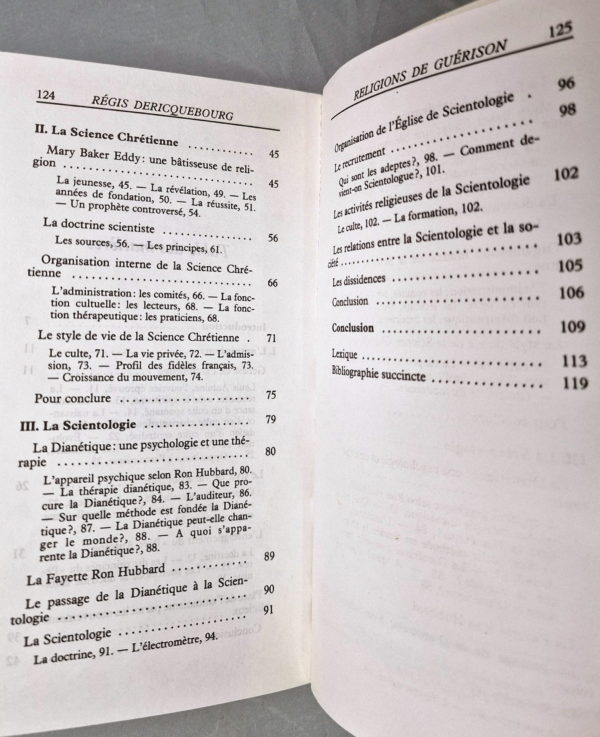 124 RÉGIS DERICQUEBOURG
II. La Science Chrétienne ............ 45
Mary Baker Eddy : une bâtisseuse de reli-
gion .............................. 45
La jeunesse, 45. — La révélation, 49. — Les
années de fondation, 50. — La réussite, 51.
— Un prophète controversé, 54.
La doctrine scientiste ............... 56
Les sources, 56. — Les principes, 61.
Organisation interne de la Science Chré-
tienne ............................ 66
L'administration : les comités, 66. — La fonc-
tion cultuelle : les lecteurs, 68. — La fonc-
tion thérapeutique : les praticiens, 68.
Le style de vie de la Science Chrétienne . 71
Le culte, 71. — La vie privée, 72. — L'admis-
sion, 73. — Profil des fidèles français, 73.
— Croissance du mouvement, 74.
Pour conclure ..................... 75
III. La Scientologie .................. 79
La Dianétique : une psychologie et une thé-
rapie ............................. 80
L'appareil psychique selon Ron Hubbard, 80.
— La thérapie dianétique, 83. — Que pro-
cure la Dianétique?, 84. — L'auditeur, 86.
— Sur quelle méthode est fondée la Diané-
tique?, 87. — La Dianétique peut-elle chan-
ger le monde?, 88. — A quoi s'appa-
rente la Dianétique?, 88.
La Fayette Ron Hubbard ............ 89
Le passage de la Dianétique à la Scien-
tologie ........................... 90
La Scientologie ................... 91
La doctrine, 91. — L'électromètre, 94.
RELIGIONS DE GUÉRISON 125
Organisation de l'Église de Scientologie . 96
Le recrutement ..................... 98
Qui sont les adeptes?, 98. — Comment de-
vient-on Scientologue?, 101.
Les activités religieuses de la Scientologie 102
Le culte, 102. — La formation, 102.
Les relations entre la Scientologie et la so-
ciété .............................. 103
Les dissidences ..................... 105
Conclusion ........................ 106
Conclusion ........................ 109
Lexique ........................... 113
Bibliographie succincte ............... 119